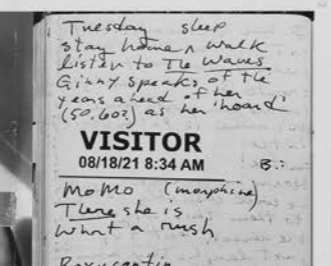 Tuesday sleep
stay home n walk
listen to The Waves
Ginny speaks of the
years ahead of her
(50, 60?) as her 'hoard'
VISITOR
08/18/21 8:34 AM
B.:
MoMo (morphine)
There she is
what a rush
Roxycontin